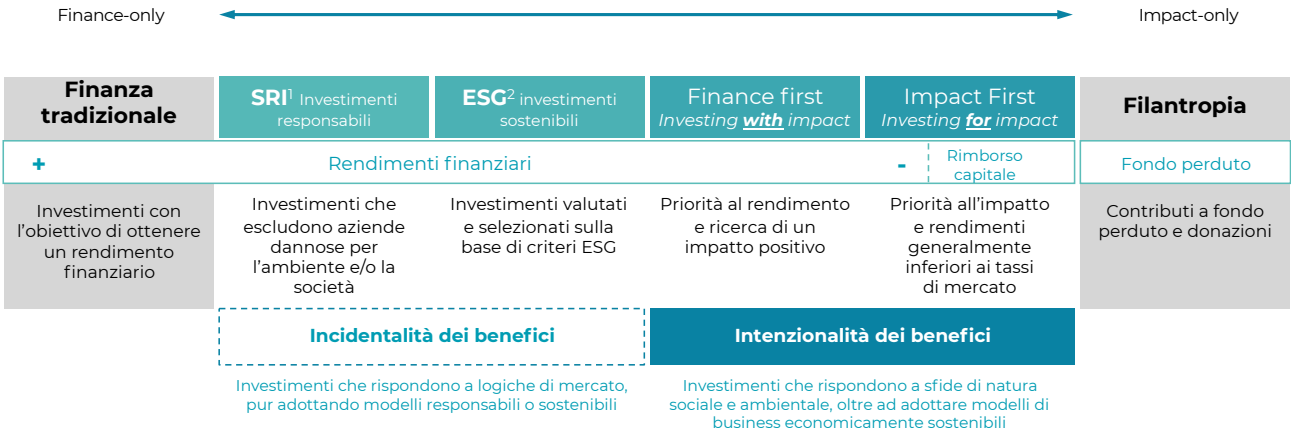 Finance-only
Impact-only
Finanza
tradizionale
SRI¹ Investimenti
responsabili
ESG² investimenti
sostenibili
Finance first
Investing with impact
Impact First
Investing for impact
Filantropia
+
Rendimenti finanziari
-
Rimborso
capitale
Fondo perduto
Investimenti con
l'obiettivo di ottenere
un rendimento
finanziario
Investimenti che
escludono aziende
dannose per
l'ambiente e/o la
società
Investimenti valutati
e selezionati sulla
base di criteri ESG
Priorità al rendimento
e ricerca di un
impatto positivo
Priorità all'impatto
e rendimenti
generalmente
inferiori ai tassi
di mercato
Contributi a fondo
perduto e donazioni
Incidentalità dei benefici
Intenzionalità dei benefici
Investimenti che rispondono a logiche di mercato,
pur adottando modelli responsabili o sostenibili
Investimenti che rispondono a sfide di natura
sociale e ambientale, oltre ad adottare modelli di
business economicamente sostenibili